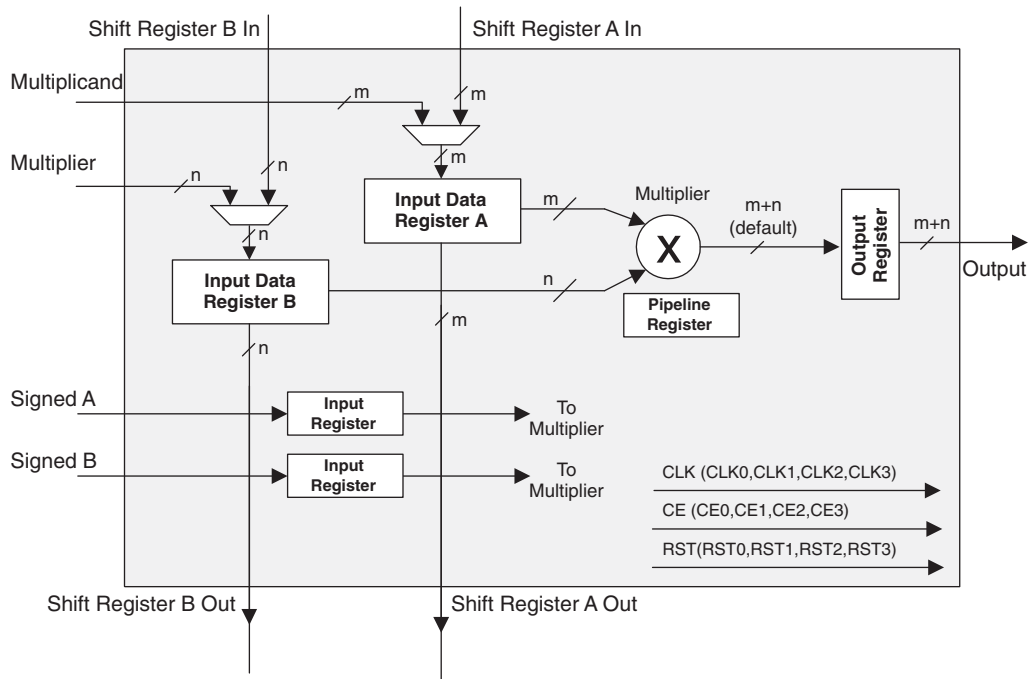 Shift Register B In
Shift Register A In
Multiplicand
m
m
Multiplier
n
n
m
Input Data
Register A
m
Multiplier
X
m+n
(default)
Output
Register
m+n
Output
n
Input Data
Register B
n
Pipeline
Register
m
n
Signed A
Input
Register
To
Multiplier
Signed B
Input
Register
To
Multiplier
CLK (CLK0,CLK1,CLK2,CLK3)
CE (CE0,CE1,CE2,CE3)
RST(RST0,RST1,RST2,RST3)
Shift Register B Out
Shift Register A Out